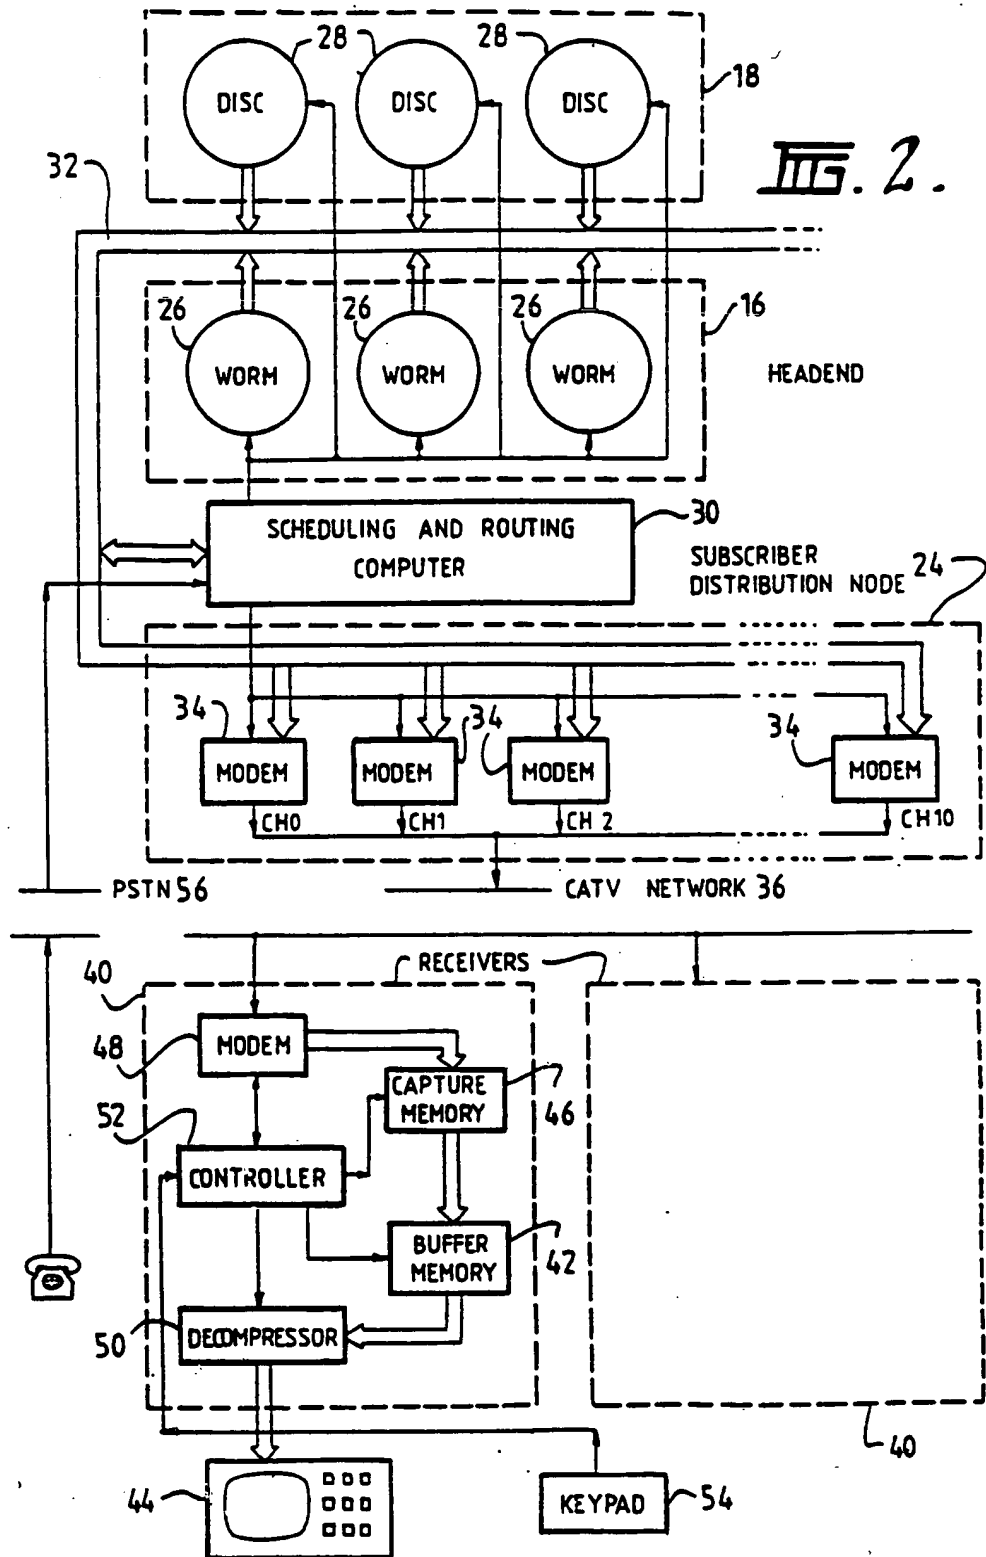 28 28
DISC DISC DISC
18
FIG. 2.
32
26 26 26
WORM WORM WORM
16
HEADEND
SCHEDULING AND ROUTING
COMPUTER
30
SUBSCRIBER
DISTRIBUTION NODE
24
34 34 34 34
MODEM MODEM MODEM MODEM
CH0 CH1 CH 2 CH 10
PSTN 56
CATV NETWORK 36
RECEIVERS
40
MODEM
48
CAPTURE
MEMORY
46
52
CONTROLLER
BUFFER
MEMORY
42
50
DECOMPRESSOR
40
44
KEYPAD
54